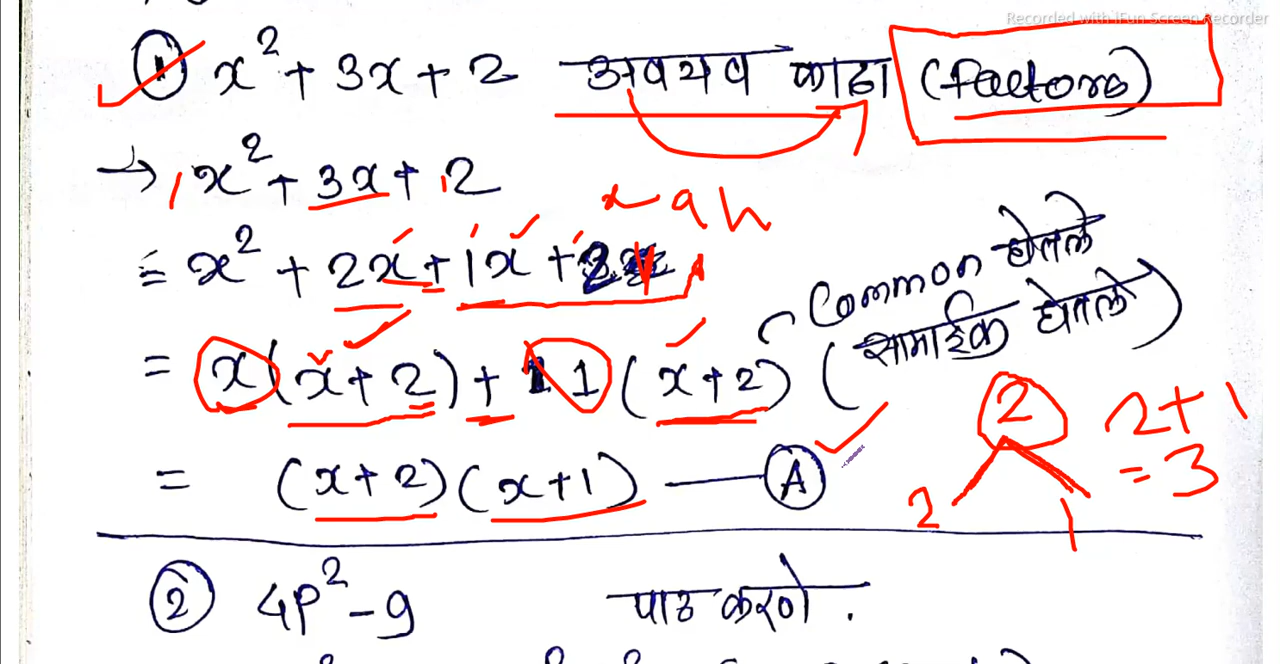 Recorded with iFun Screen Recorder
① x² + 3x + 2 अवयव काढा (factors)
→ 1x² + 3x + 2
= x² + 2x + 1x + 2
= x(x + 2) + 1(x + 2) (Common घेतले सामाईक घेतले)
= (x + 2)(x + 1) — Ⓐ
2
2 1
2 + 1
= 3
② 4p² - 9 पाठ करणे.